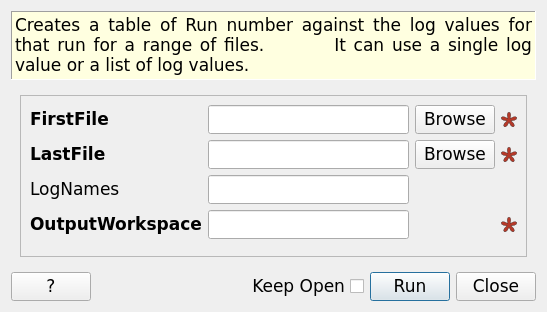 Creates a table of Run number against the log values for
that run for a range of files. It can use a single log
value or a list of log values.
FirstFile Browse *
LastFile Browse *
LogNames
OutputWorkspace *
? Keep Open Run Close